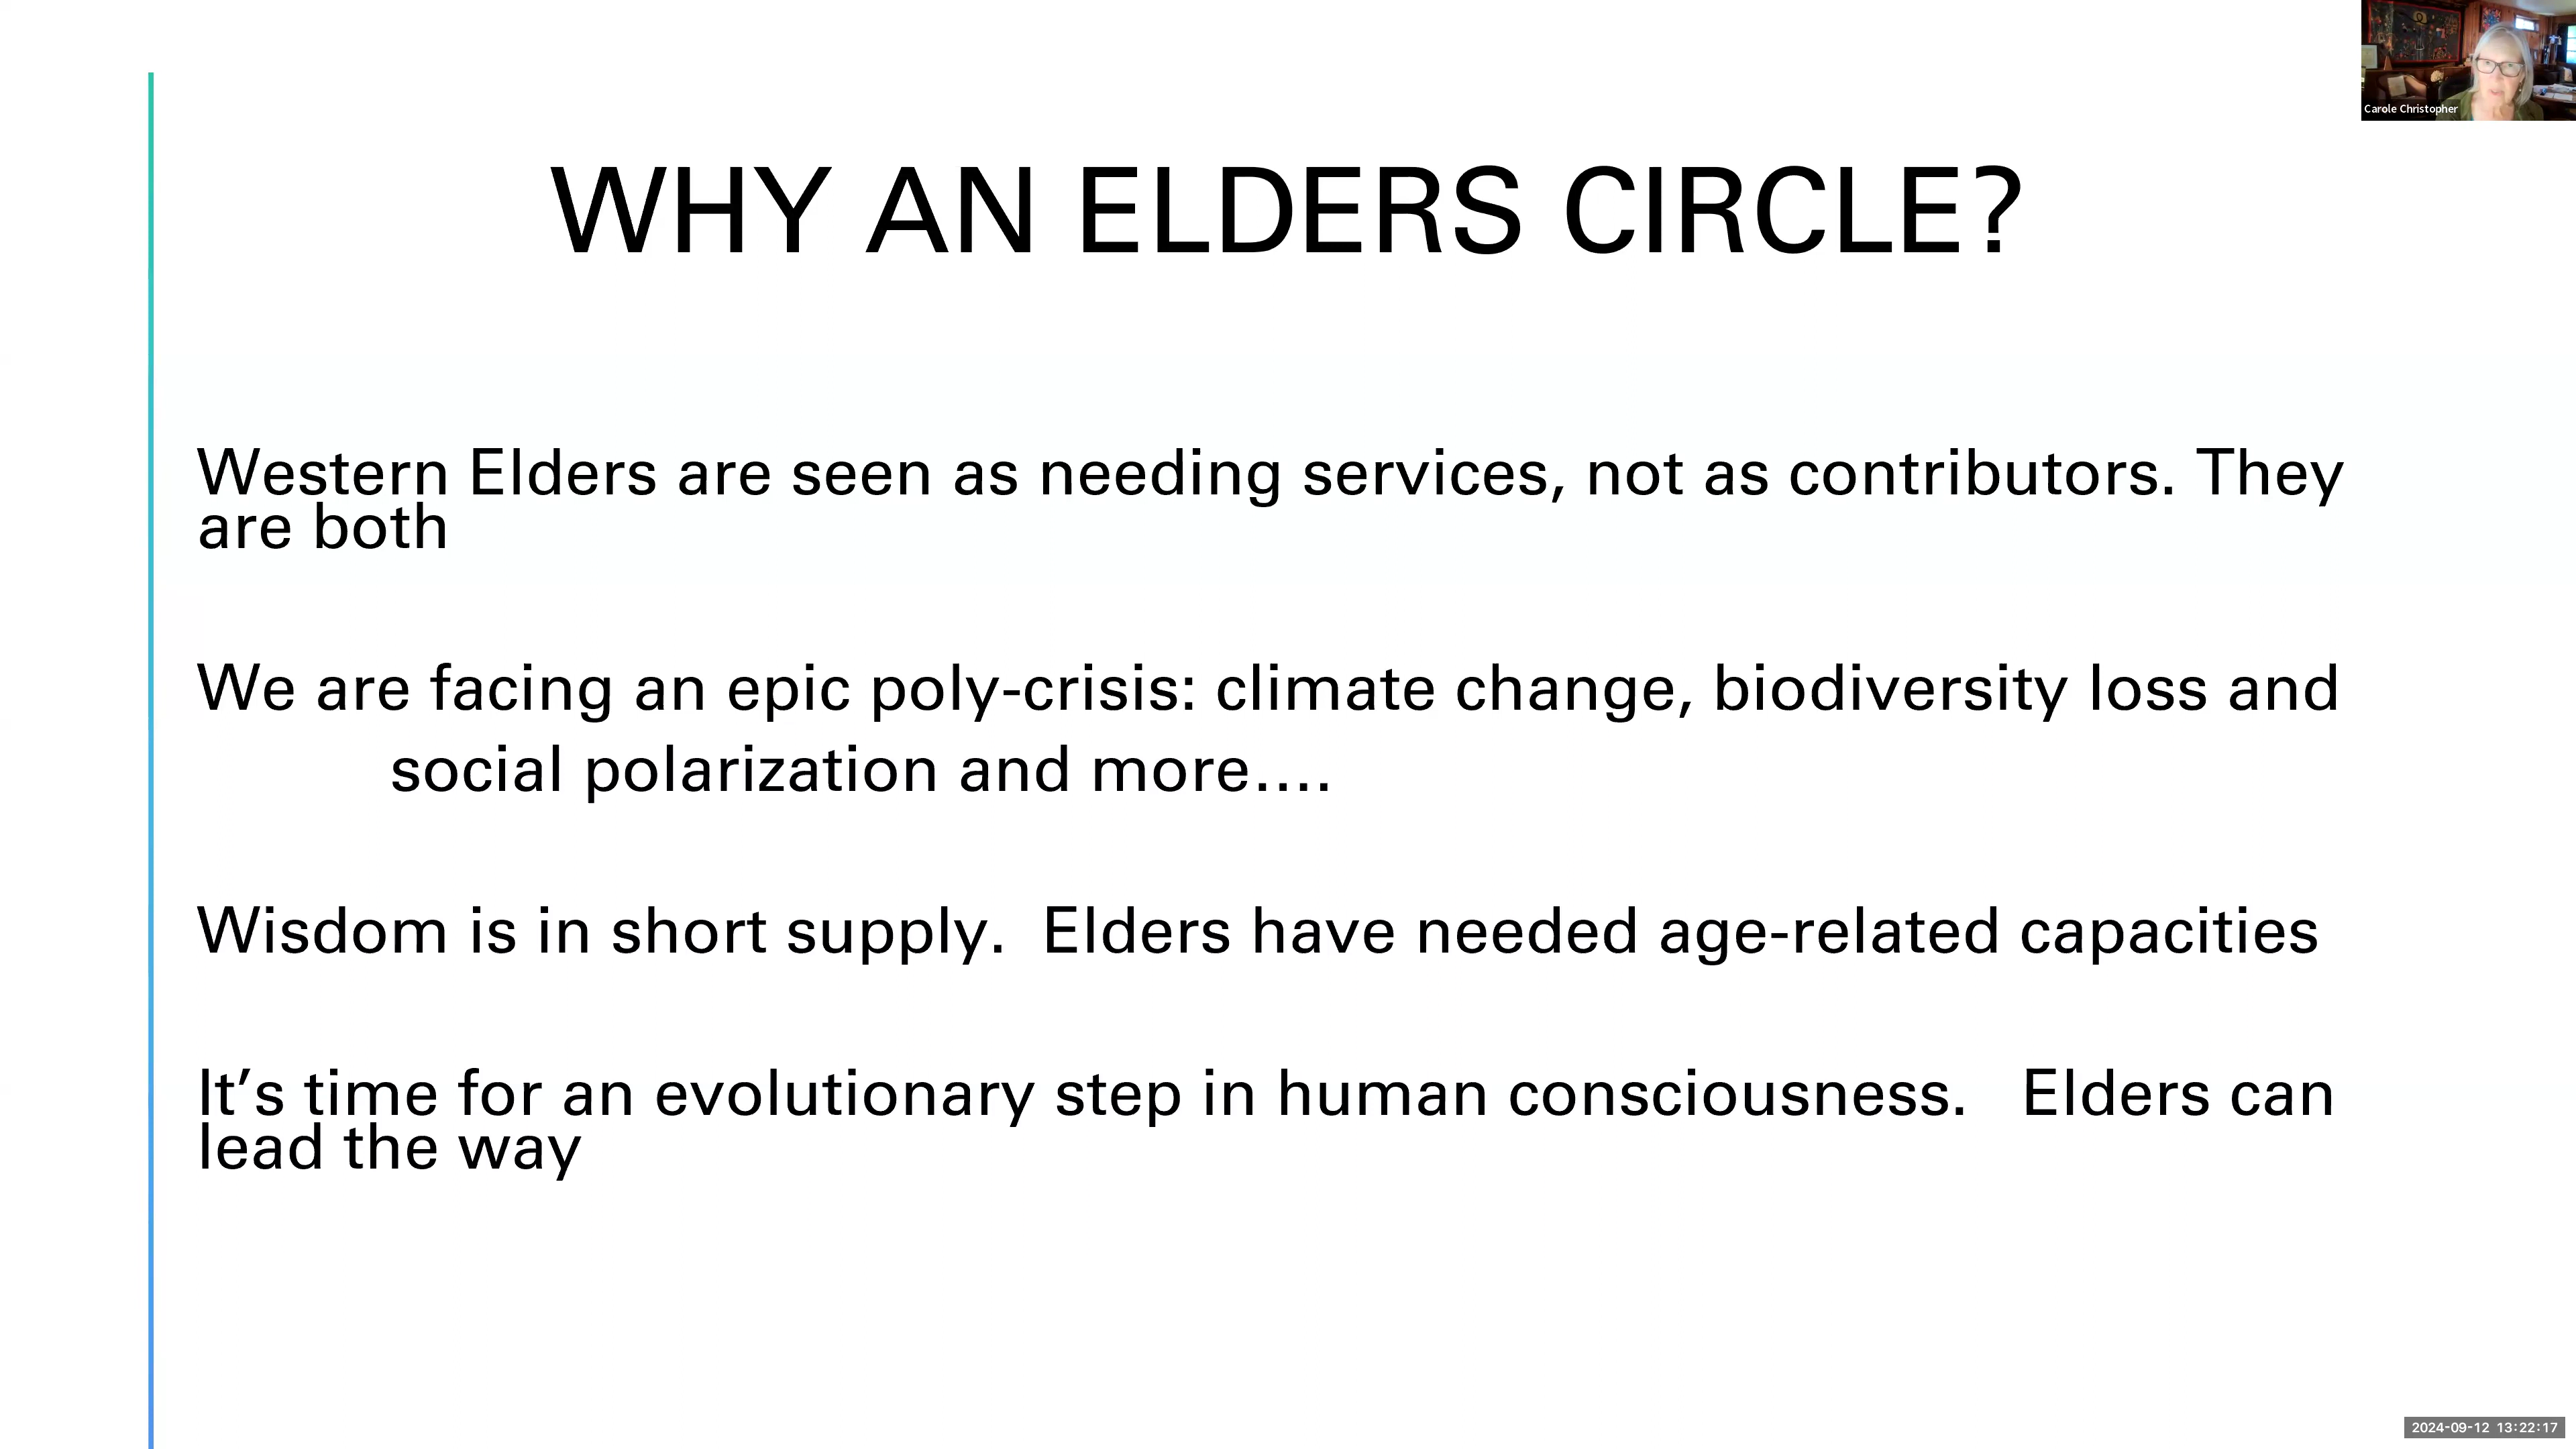 Carole Christopher
WHY AN ELDERS CIRCLE?
Western Elders are seen as needing services, not as contributors. They
are both
We are facing an epic poly-crisis: climate change, biodiversity loss and
social polarization and more....
Wisdom is in short supply.  Elders have needed age-related capacities
It’s time for an evolutionary step in human consciousness.   Elders can
lead the way
2024-09-12 13:22:17